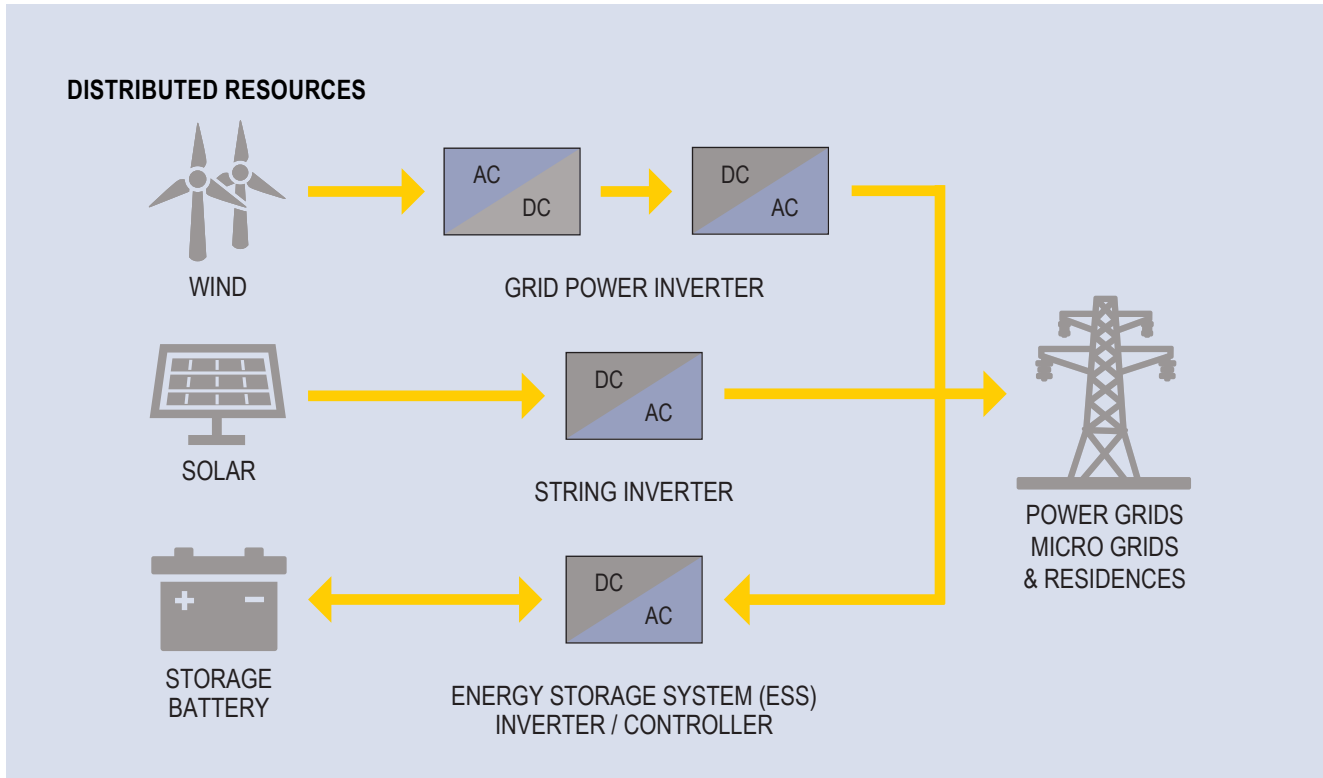 DISTRIBUTED RESOURCES
AC
DC
DC
AC
WIND
GRID POWER INVERTER
DC
AC
SOLAR
STRING INVERTER
POWER GRIDS
MICRO GRIDS
& RESIDENCES
+ −
DC
AC
STORAGE
BATTERY
ENERGY STORAGE SYSTEM (ESS)
INVERTER / CONTROLLER